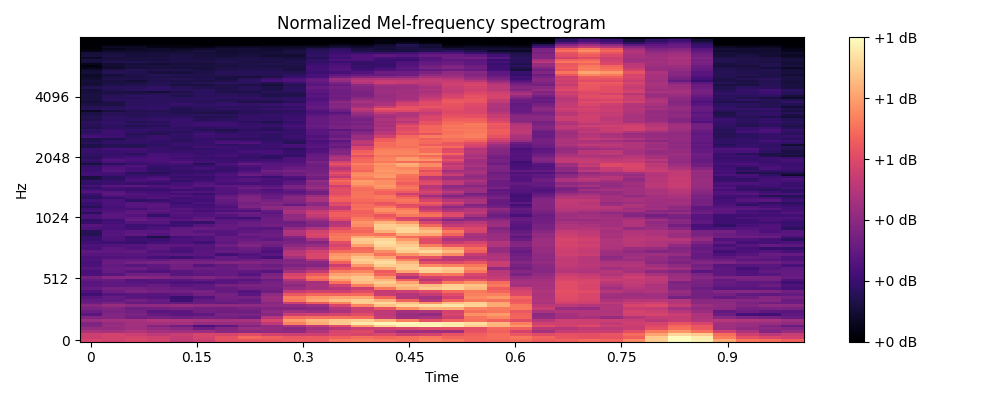 Normalized Mel-frequency spectrogram
Hz
4096
2048
1024
512
0
0 0.15 0.3 0.45 0.6 0.75 0.9
Time
+1 dB
+1 dB
+1 dB
+0 dB
+0 dB
+0 dB